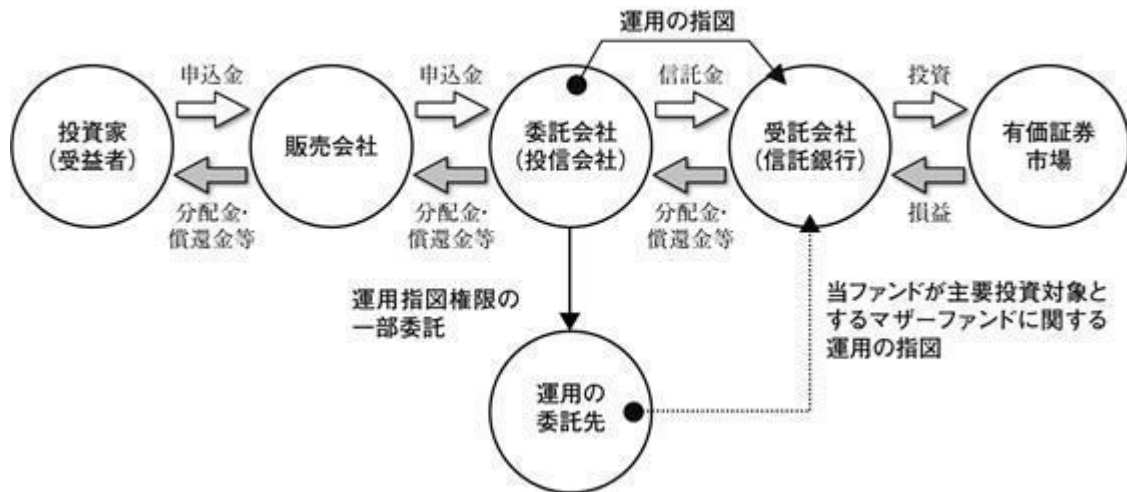 運用の指図
申込金
申込金
信託金
投資
投資家
(受益者)
販売会社
委託会社
(投信会社)
受託会社
(信託銀行)
有価証券
市場
分配金・
償還金等
分配金・
償還金等
分配金・
償還金等
損益
運用指図権限の
一部委託
当ファンドが主要投資対象と
するマザーファンドに関する
運用の指図
運用の
委託先